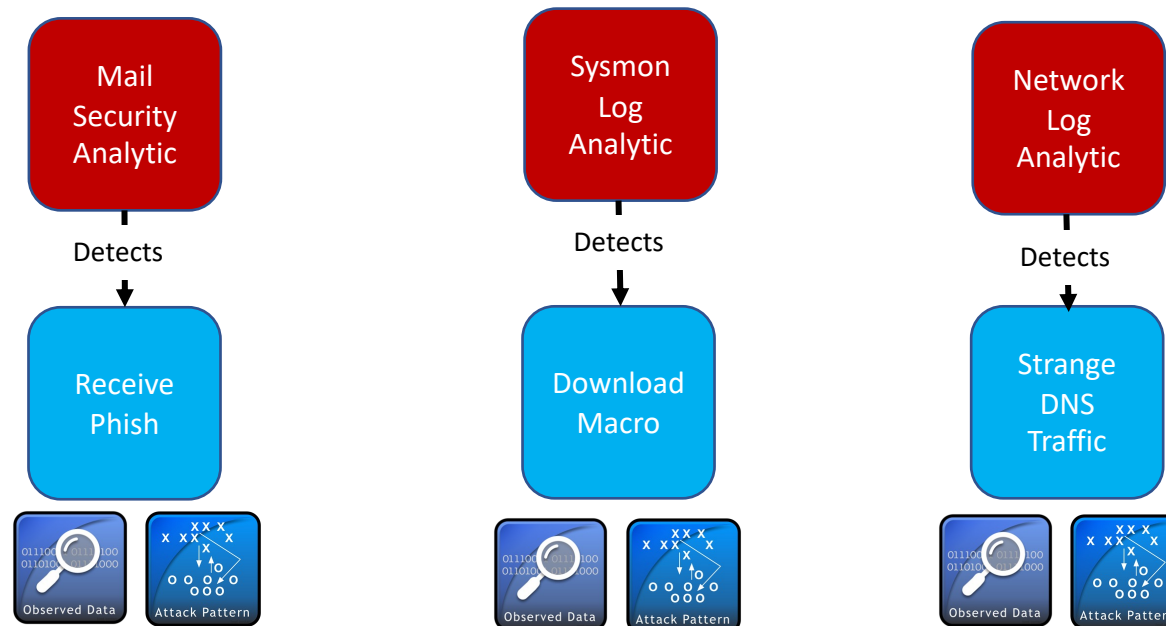 Mail
Security
Analytic
Detects
Receive
Phish
Observed Data
Attack Pattern
Sysmon
Log
Analytic
Detects
Download
Macro
Observed Data
Attack Pattern
Network
Log
Analytic
Detects
Strange
DNS
Traffic
Observed Data
Attack